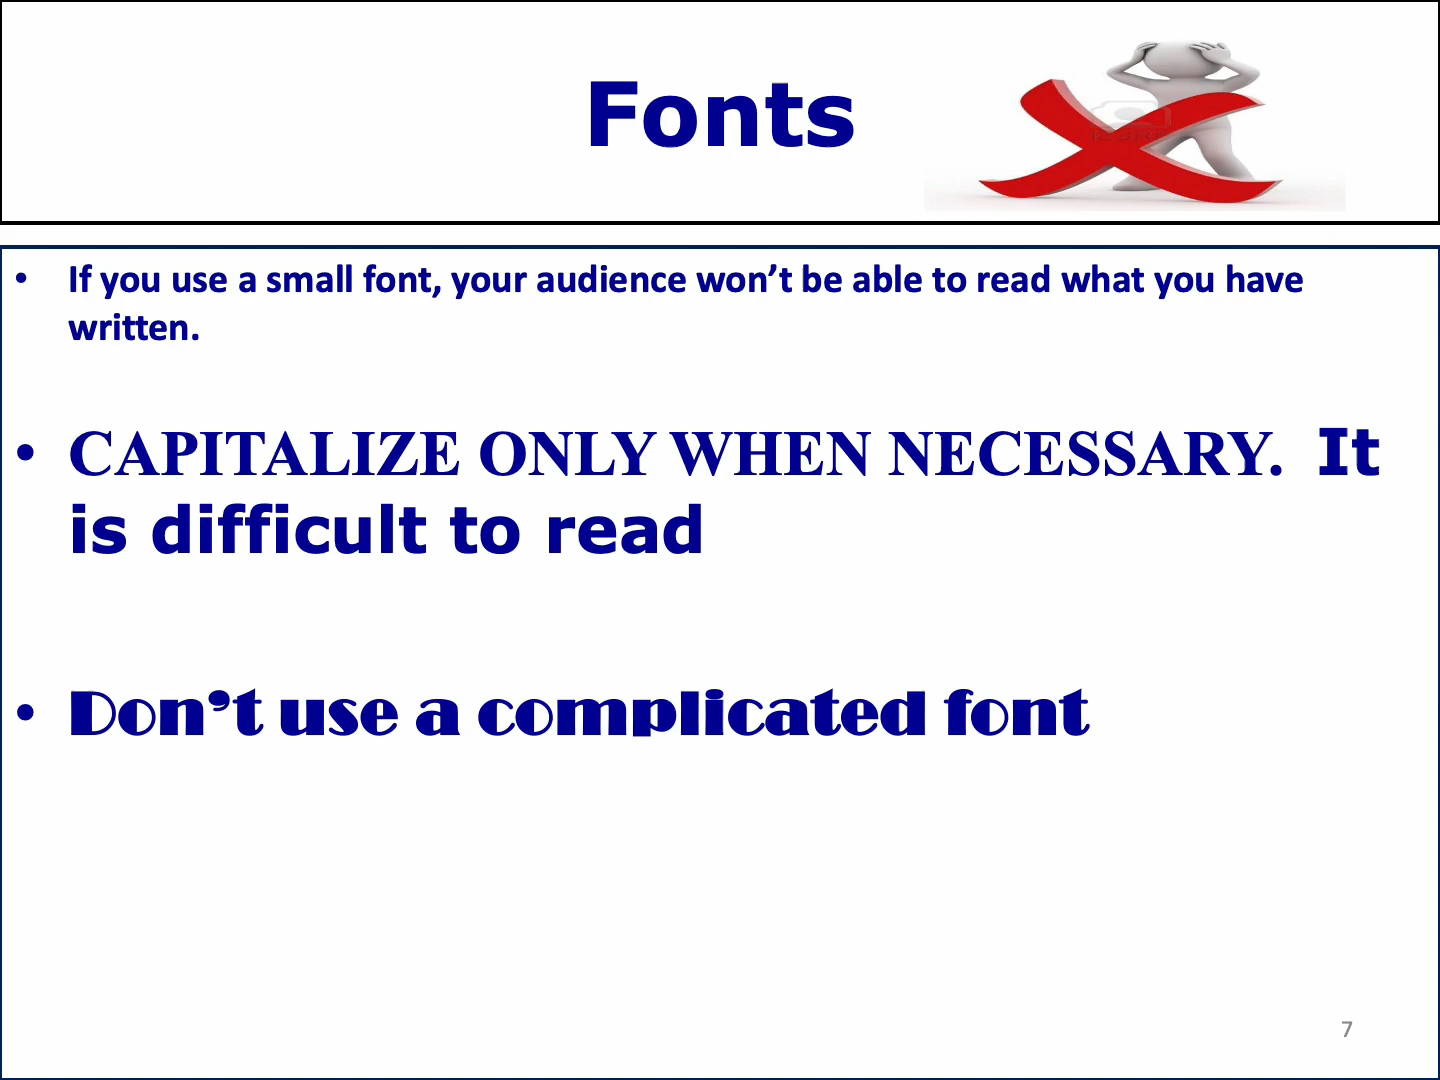 Fonts
• If you use a small font, your audience won’t be able to read what you have
written.
• CAPITALIZE ONLY WHEN NECESSARY. It
is difficult to read
• Don’t use a complicated font
7